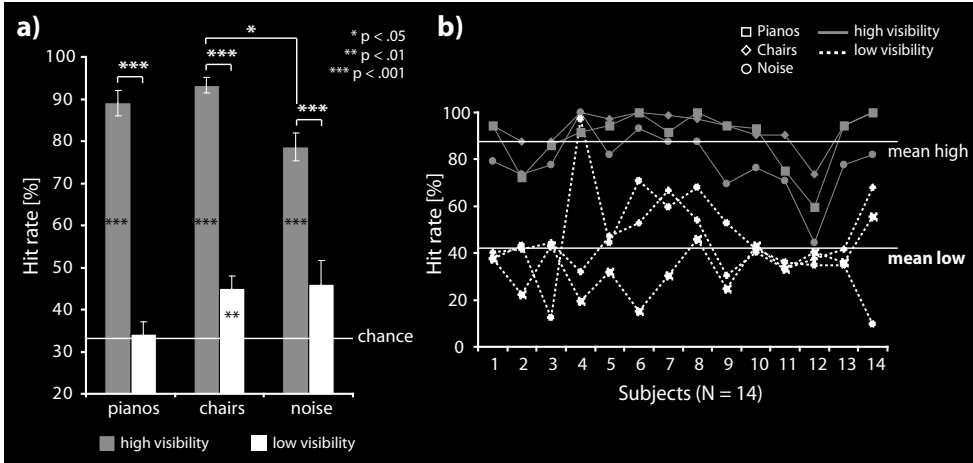 a)
*
* p < .05
** p < .01
*** p < .001
***
***
***
100
90
80
70
60
50
40
30
20
Hit rate [%]
***
***
**
***
chance
pianos
chairs
noise
high visibility
low visibility
b)
Pianos
Chairs
Noise
high visibility
low visibility
100
80
60
40
20
0
Hit rate [%]
mean high
mean low
1 2 3 4 5 6 7 8 9 10 11 12 13 14
Subjects (N = 14)